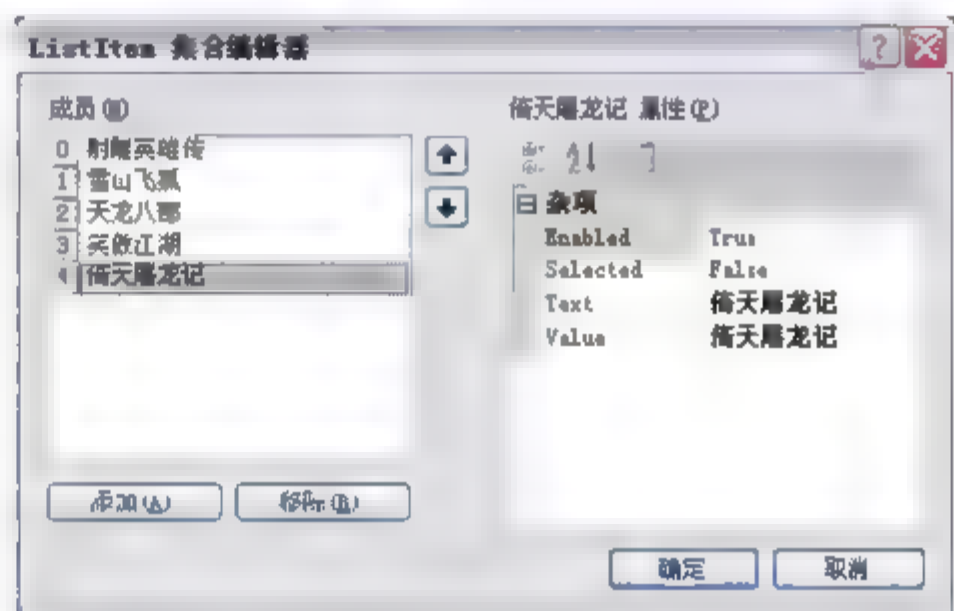 ListItem 集合编辑器
成员(M)
0 射雕英雄传
1 雪山飞狐
2 天龙八部
3 笑傲江湖
4 倚天屠龙记
添加(A)
移除(R)
倚天屠龙记 属性(P)
杂项
Enabled True
Selected False
Text 倚天屠龙记
Value 倚天屠龙记
确定
取消